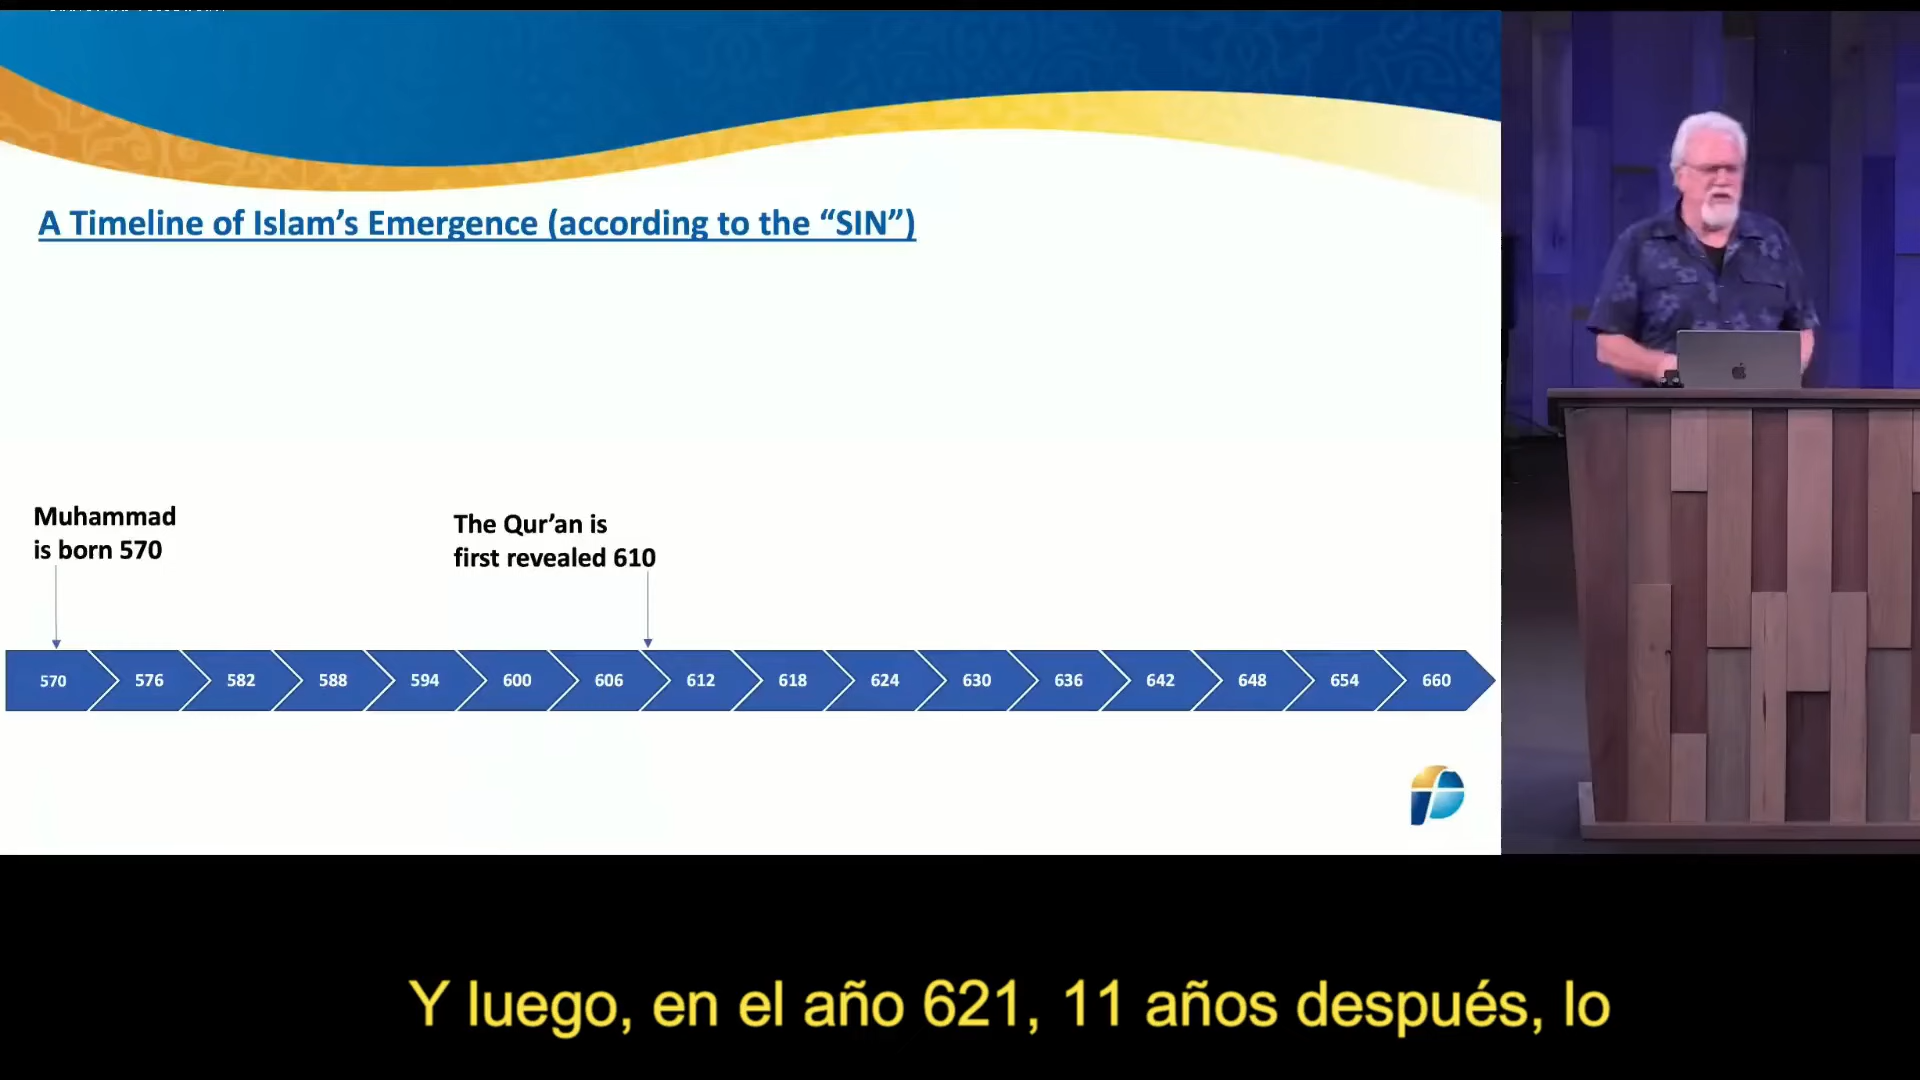 A Timeline of Islam's Emergence (according to the “SIN”)
Muhammad
is born 570
The Qur'an is
first revealed 610
570 576 582 588 594 600 606 612 618 624 630 636 642 648 654 660
Y luego, en el año 621, 11 años después, lo